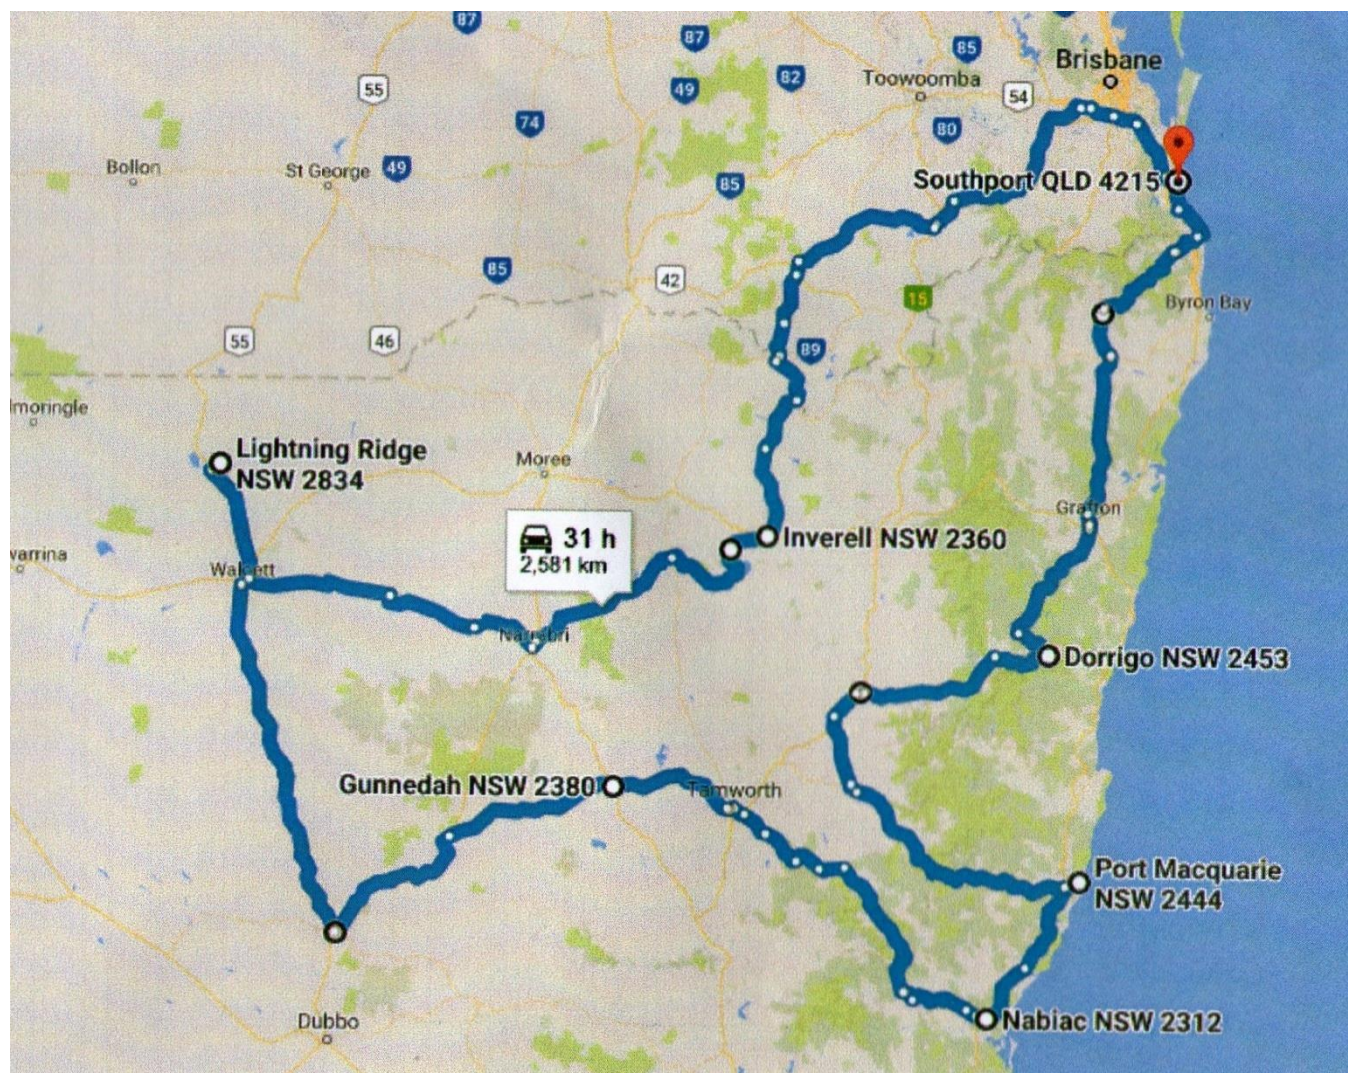 87
87
85
Brisbane
55
49
82
Toowoomba
54
74
80
Bollon
St George
49
85
Southport QLD 4215
85
42
15
Byron Bay
55
46
89
lmoringle
Lightning Ridge
NSW 2834
Moree
Grafton
31 h
2,581 km
Inverell NSW 2360
varrina
Walgett
Narrabri
Dorrigo NSW 2453
Gunnedah NSW 2380
Tamworth
Port Macquarie
NSW 2444
Nabiac NSW 2312
Dubbo